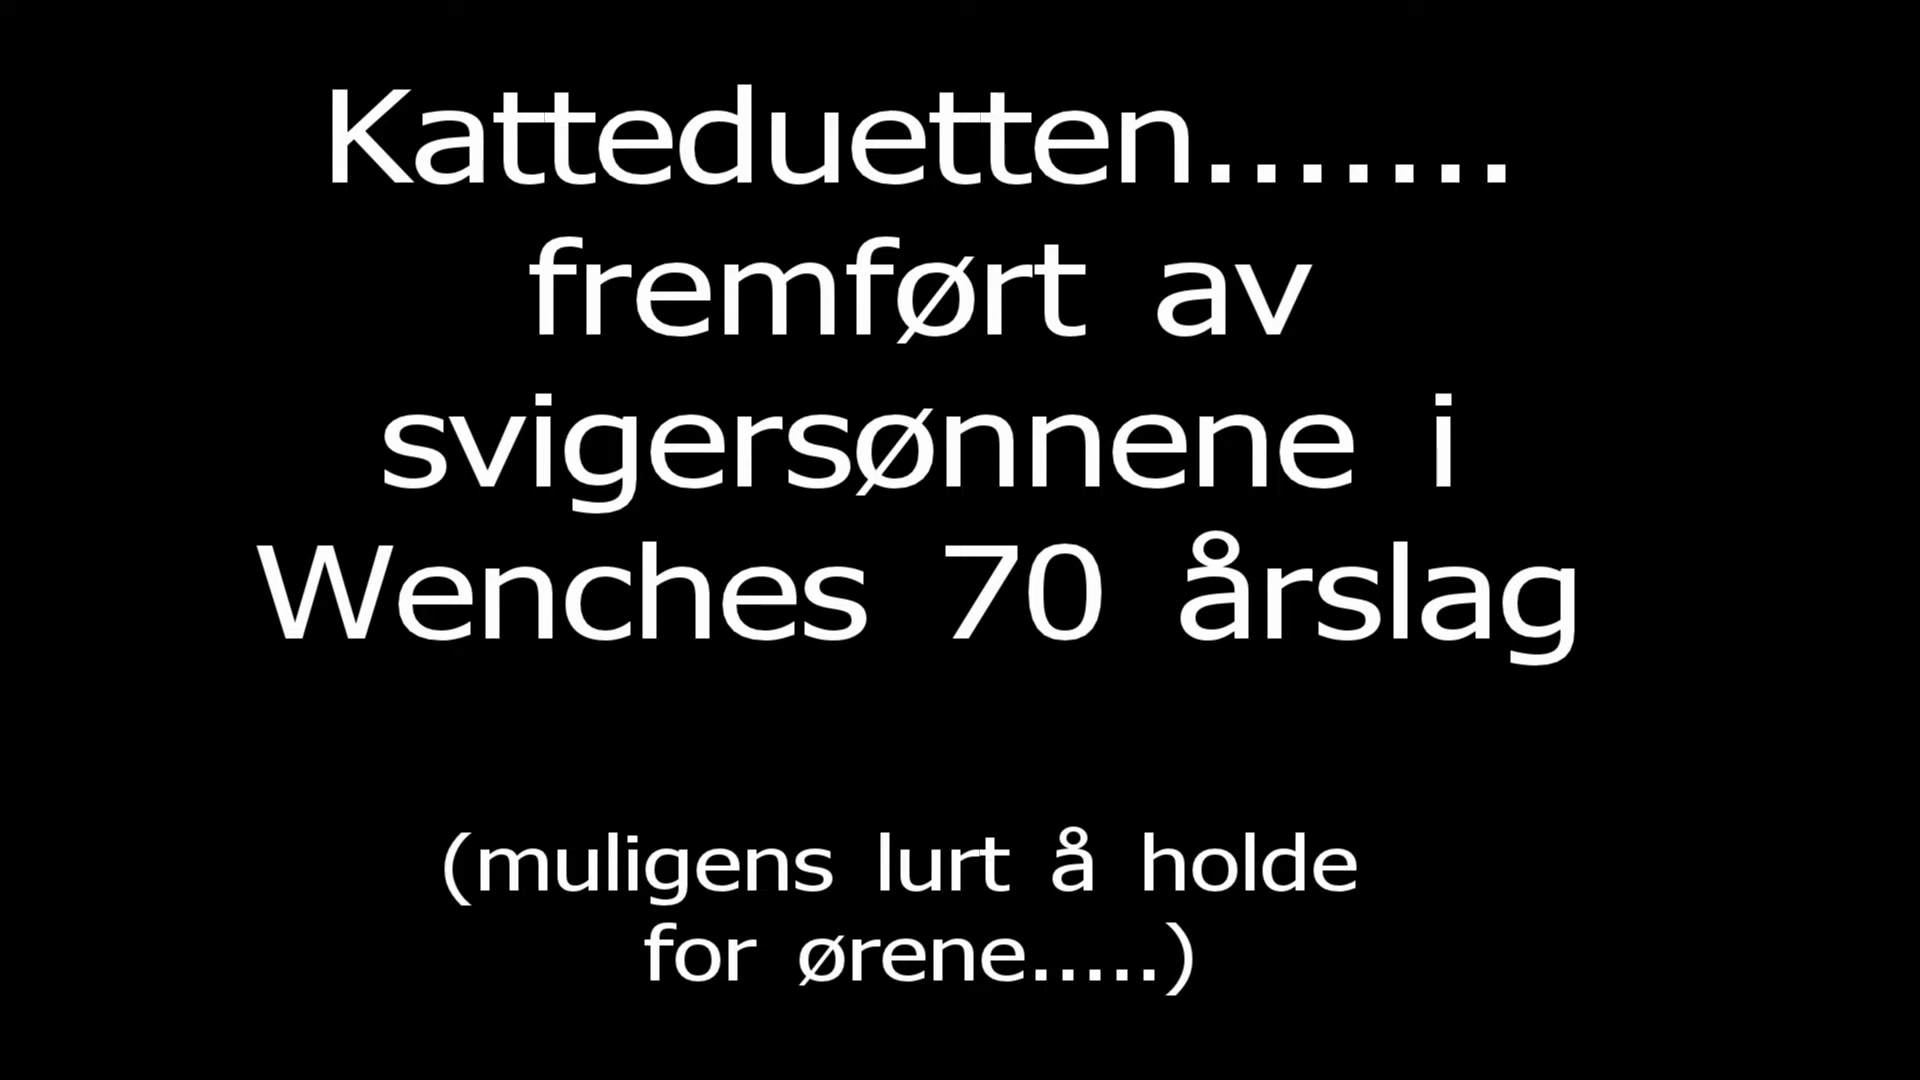 Katteduetten.......
fremført av
svigersønnene i
Wenches 70 årslag
(muligens lurt å holde
for ørene.....)